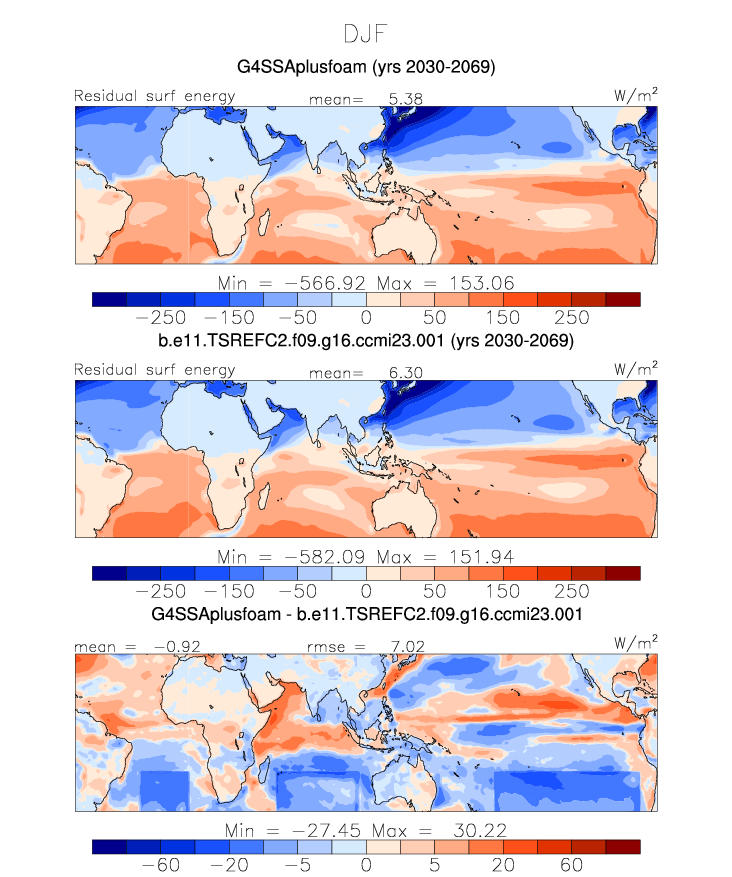 DJF
G4SSAplusfoam (yrs 2030-2069)
Residual surf energy mean= 5.38 W/m²
Min = −566.92 Max = 153.06
−250 −150 −50 0 50 150 250
b.e11.TSREFC2.f09.g16.ccmi23.001 (yrs 2030-2069)
Residual surf energy mean= 6.30 W/m²
Min = −582.09 Max = 151.94
−250 −150 −50 0 50 150 250
G4SSAplusfoam - b.e11.TSREFC2.f09.g16.ccmi23.001
mean = −0.92 rmse = 7.02 W/m²
Min = −27.45 Max = 30.22
−60 −20 −5 0 5 20 60